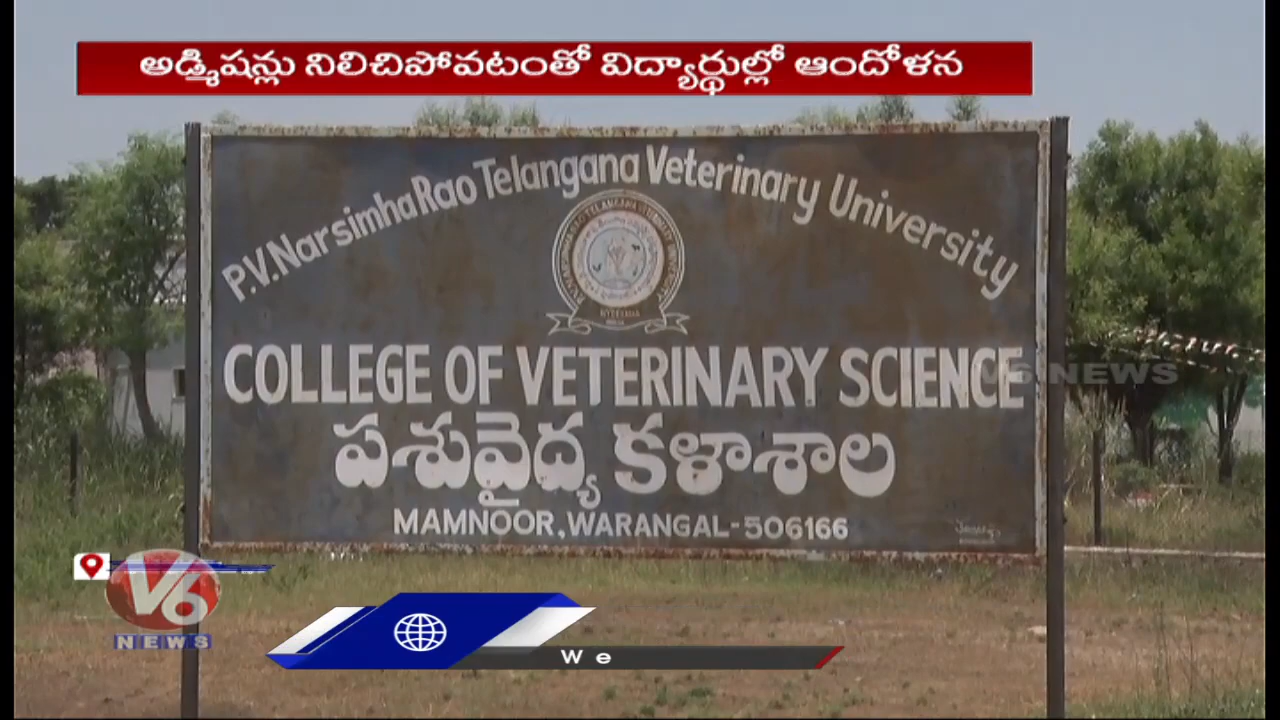 అడ్మిషన్లు నిలిచిపోవటంతో విద్యార్థుల్లో ఆందోళన
P.V.Narsimha Rao Telangana Veterinary University
COLLEGE OF VETERINARY SCIENCE
V6 NEWS
పశువైద్య కళాశాల
MAMNOOR, WARANGAL-506166
V6
NEWS
We